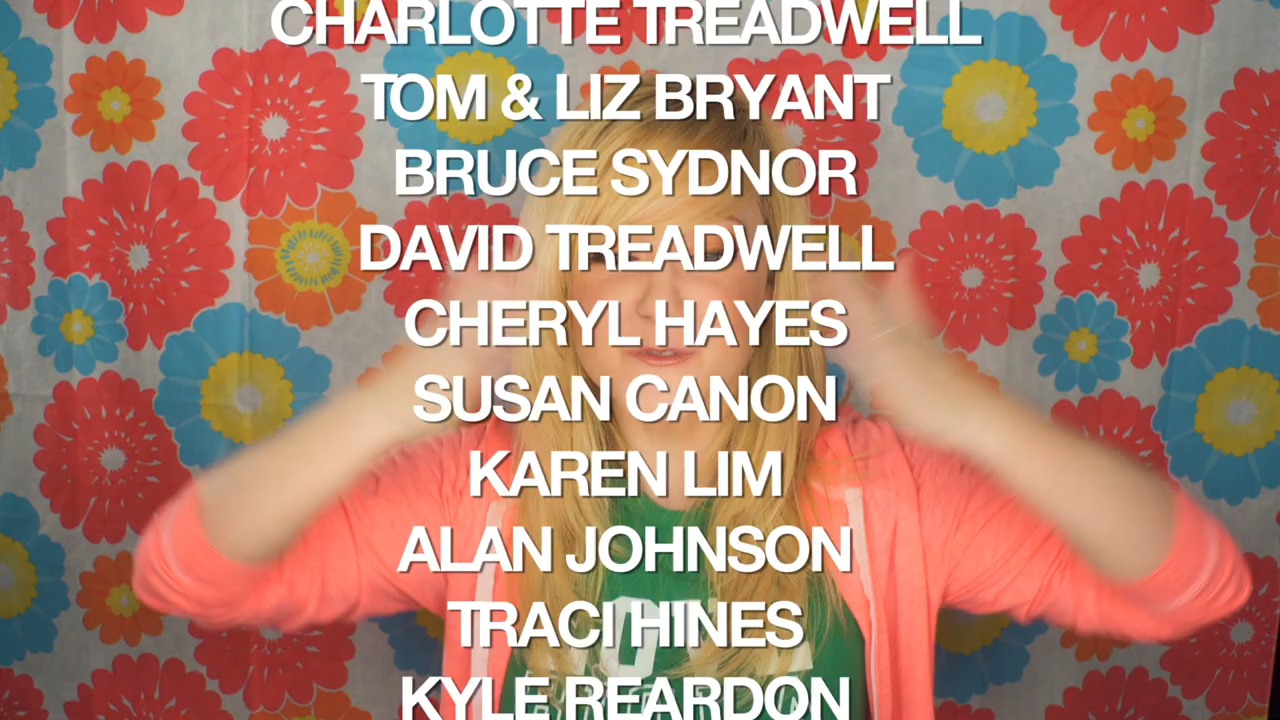 CHARLOTTE TREADWELL
TOM & LIZ BRYANT
BRUCE SYDNOR
DAVID TREADWELL
CHERYL HAYES
SUSAN CANON
KAREN LIM
ALAN JOHNSON
TRACI HINES
KYLE REARDON